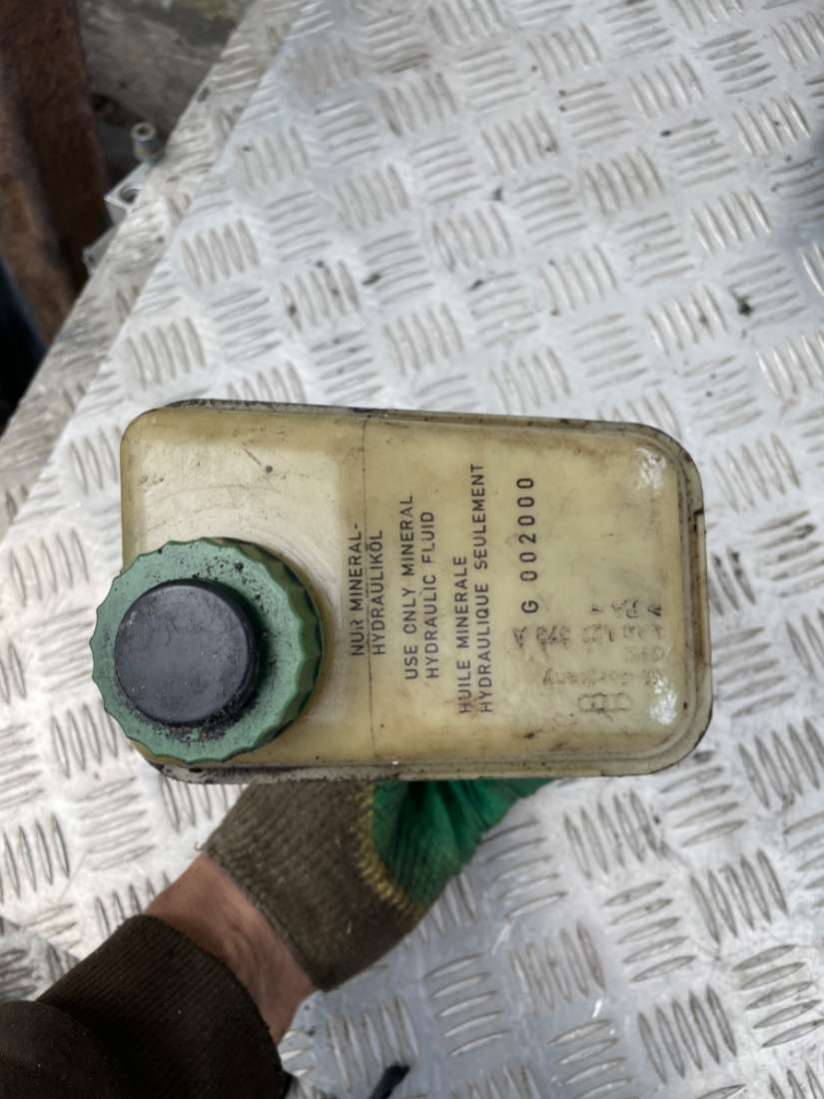 NUR MINERAL-
HYDRAULIKÖL
USE ONLY MINERAL
HYDRAULIC FLUID
HUILE MINERALE
HYDRAULIQUE SEULEMENT
G 002000